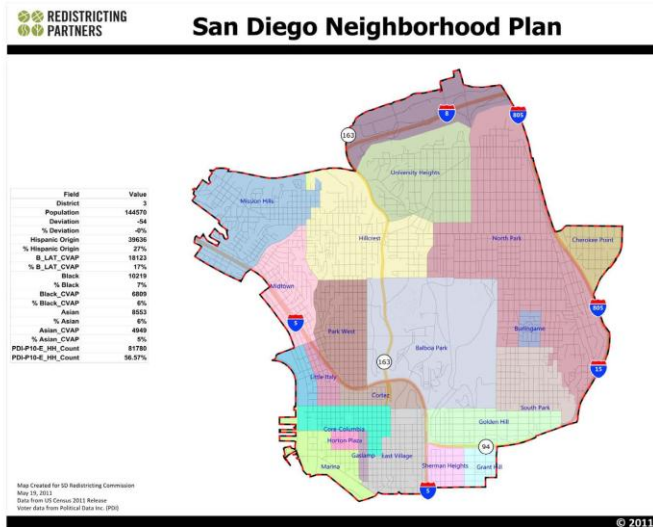 REDISTRICTING
PARTNERS
San Diego Neighborhood Plan
8
805
163
University Heights
Mission Hills
Hillcrest
North Park
Cherokee Point
Midtown
5
Park West
Balboa Park
Burlingame
805
163
15
Little Italy
Cortez
South Park
Golden Hill
Core-Columbia
94
Horton Plaza
Gaslamp
East Village
Marina
Sherman Heights
Grant Hill
5
Field Value
District 3
Population 144570
Deviation -54
% Deviation -0%
Hispanic Origin 39636
% Hispanic Origin 27%
B_LAT_CVAP 18123
% B_LAT_CVAP 17%
Black 10219
% Black 7%
Black_CVAP 6889
% Black_CVAP 6%
Asian 8553
% Asian 6%
Asian_CVAP 4949
% Asian_CVAP 5%
PDI-P10-E_HH_Count 81780
PDI-P10-E_HH_Count 56.57%
Map Created for SD Redistricting Commission
May 19, 2011
Data from US Census 2011 Release
Voter data from Political Data Inc. (PDI)
© 2011